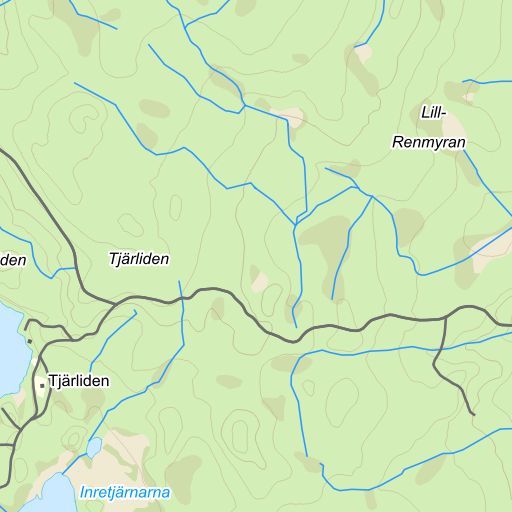 Lill-
Renmyran
den
Tjärliden
Tjärliden
Inretjärnarna